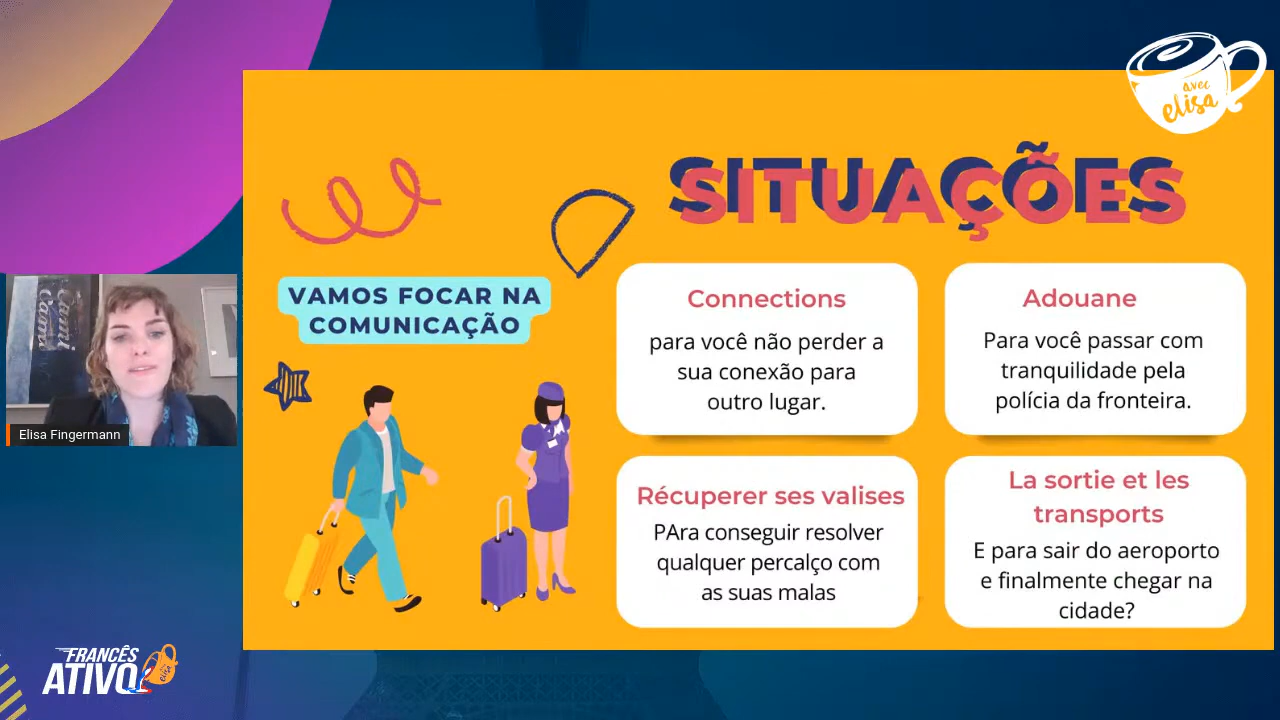 avec
elisa
SITUAÇÕES
VAMOS FOCAR NA
COMUNICAÇÃO
Connections
para você não perder a
sua conexão para
outro lugar.
Adouane
Para você passar com
tranquilidade pela
polícia da fronteira.
Récuperer ses valises
PAra conseguir resolver
qualquer percalço com
as suas malas
La sortie et les
transports
E para sair do aeroporto
e finalmente chegar na
cidade?
Elisa Fingermann
FRANCÊS
ATIVO
elisa